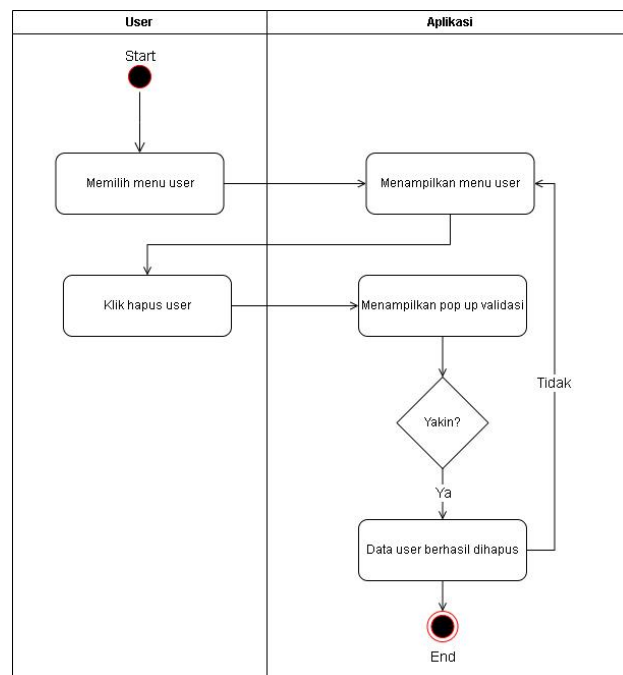 User
Aplikasi
Start
Memilih menu user
Menampilkan menu user
Klik hapus user
Menampilkan pop up validasi
Tidak
Yakin?
Ya
Data user berhasil dihapus
End